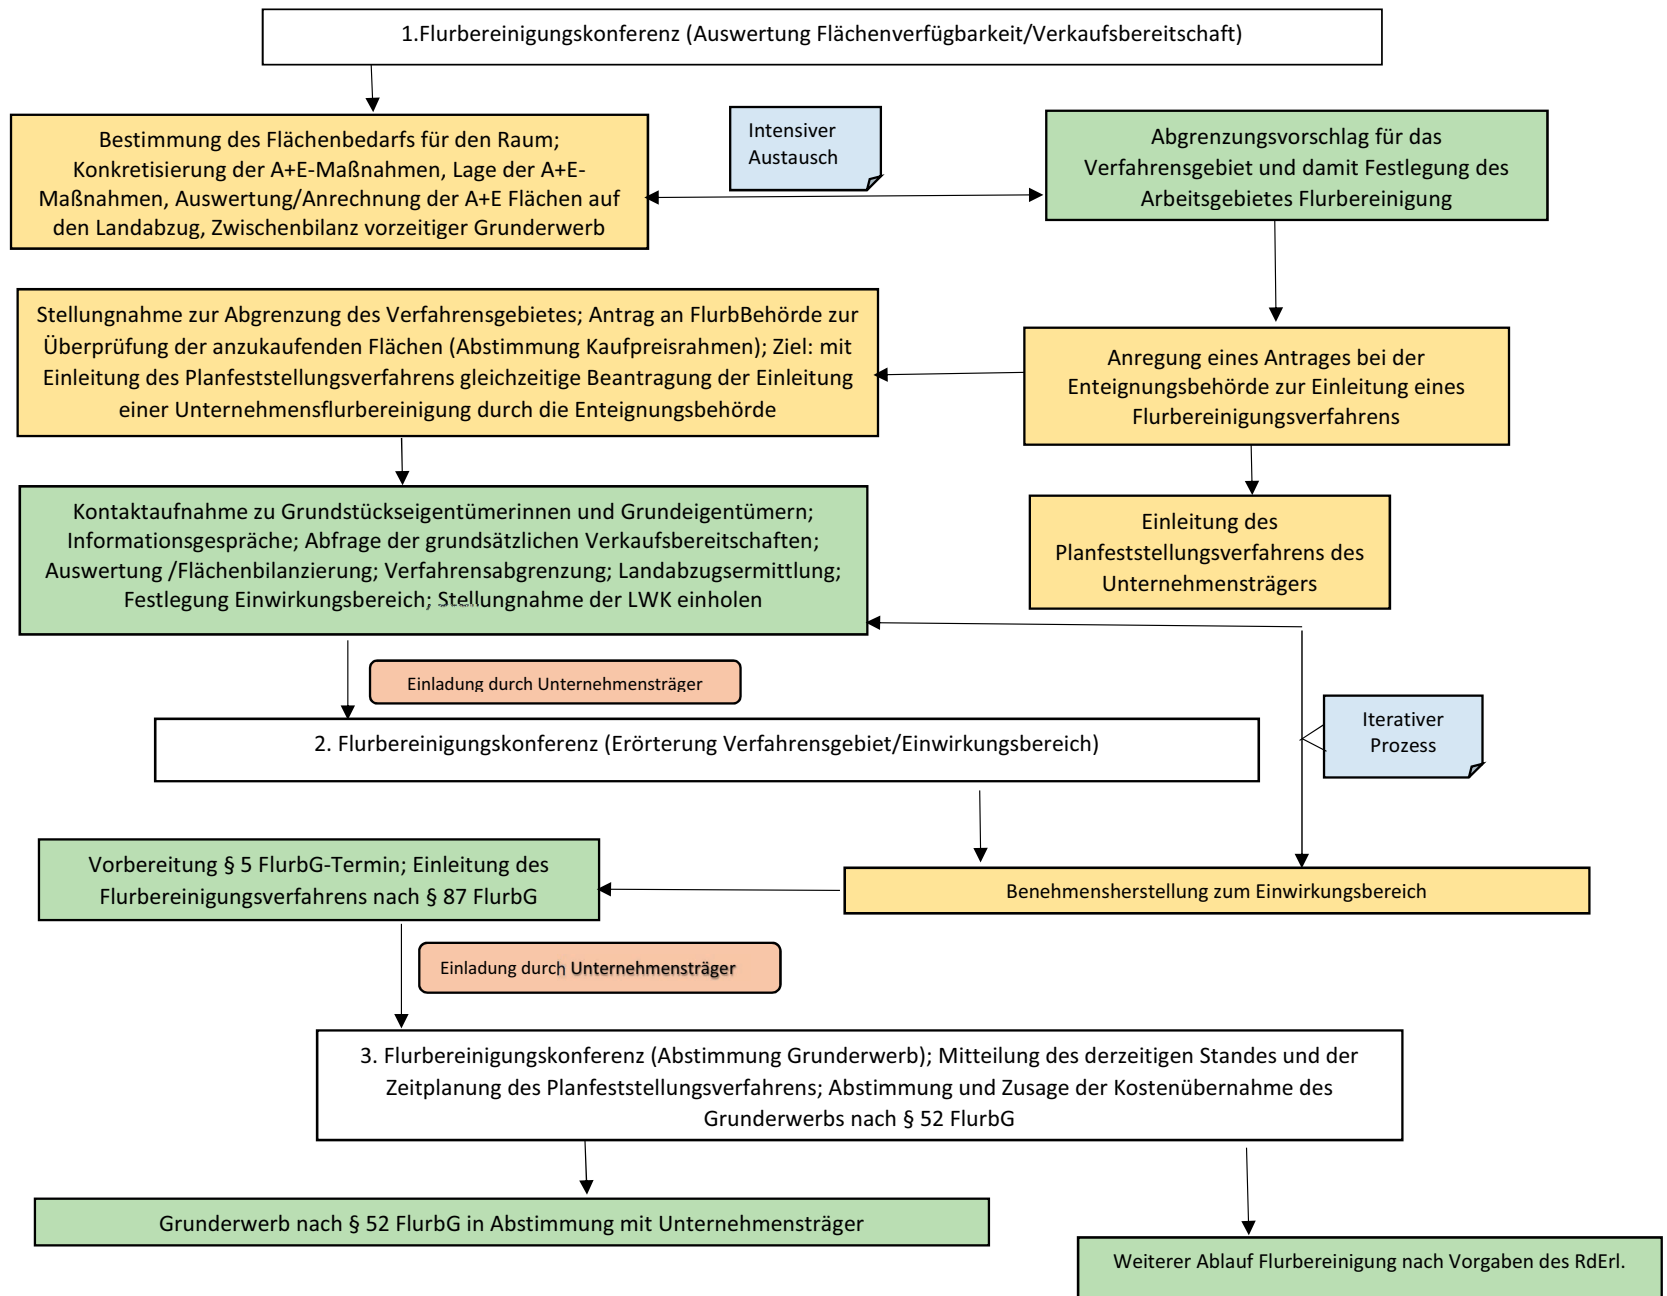 1.Flurbereinigungskonferenz (Auswertung Flächenverfügbarkeit/Verkaufsbereitschaft)
Bestimmung des Flächenbedarfs für den Raum;
Konkretisierung der A+E-Maßnahmen, Lage der A+E-
Maßnahmen, Auswertung/Anrechnung der A+E Flächen auf
den Landabzug, Zwischenbilanz vorzeitiger Grunderwerb
Intensiver
Austausch
Abgrenzungsvorschlag für das
Verfahrensgebiet und damit Festlegung des
Arbeitsgebietes Flurbereinigung
Stellungnahme zur Abgrenzung des Verfahrensgebietes; Antrag an FlurbBehörde zur
Überprüfung der anzukaufenden Flächen (Abstimmung Kaufpreisrahmen); Ziel: mit
Einleitung des Planfeststellungsverfahrens gleichzeitige Beantragung der Einleitung
einer Unternehmensflurbereinigung durch die Enteignungsbehörde
Anregung eines Antrages bei der
Enteignungsbehörde zur Einleitung eines
Flurbereinigungsverfahrens
Kontaktaufnahme zu Grundstückseigentümerinnen und Grundeigentümern;
Informationsgespräche; Abfrage der grundsätzlichen Verkaufsbereitschaften;
Auswertung /Flächenbilanzierung; Verfahrensabgrenzung; Landabzugsermittlung;
Festlegung Einwirkungsbereich; Stellungnahme der LWK einholen
Einleitung des
Planfeststellungsverfahrens des
Unternehmensträgers
Einladung durch Unternehmensträger
2. Flurbereinigungskonferenz (Erörterung Verfahrensgebiet/Einwirkungsbereich)
Iterativer
Prozess
Vorbereitung § 5 FlurbG-Termin; Einleitung des
Flurbereinigungsverfahrens nach § 87 FlurbG
Benehmensherstellung zum Einwirkungsbereich
Einladung durch Unternehmensträger
3. Flurbereinigungskonferenz (Abstimmung Grunderwerb); Mitteilung des derzeitigen Standes und der
Zeitplanung des Planfeststellungsverfahrens; Abstimmung und Zusage der Kostenübernahme des
Grunderwerbs nach § 52 FlurbG
Grunderwerb nach § 52 FlurbG in Abstimmung mit Unternehmensträger
Weiterer Ablauf Flurbereinigung nach Vorgaben des RdErl.